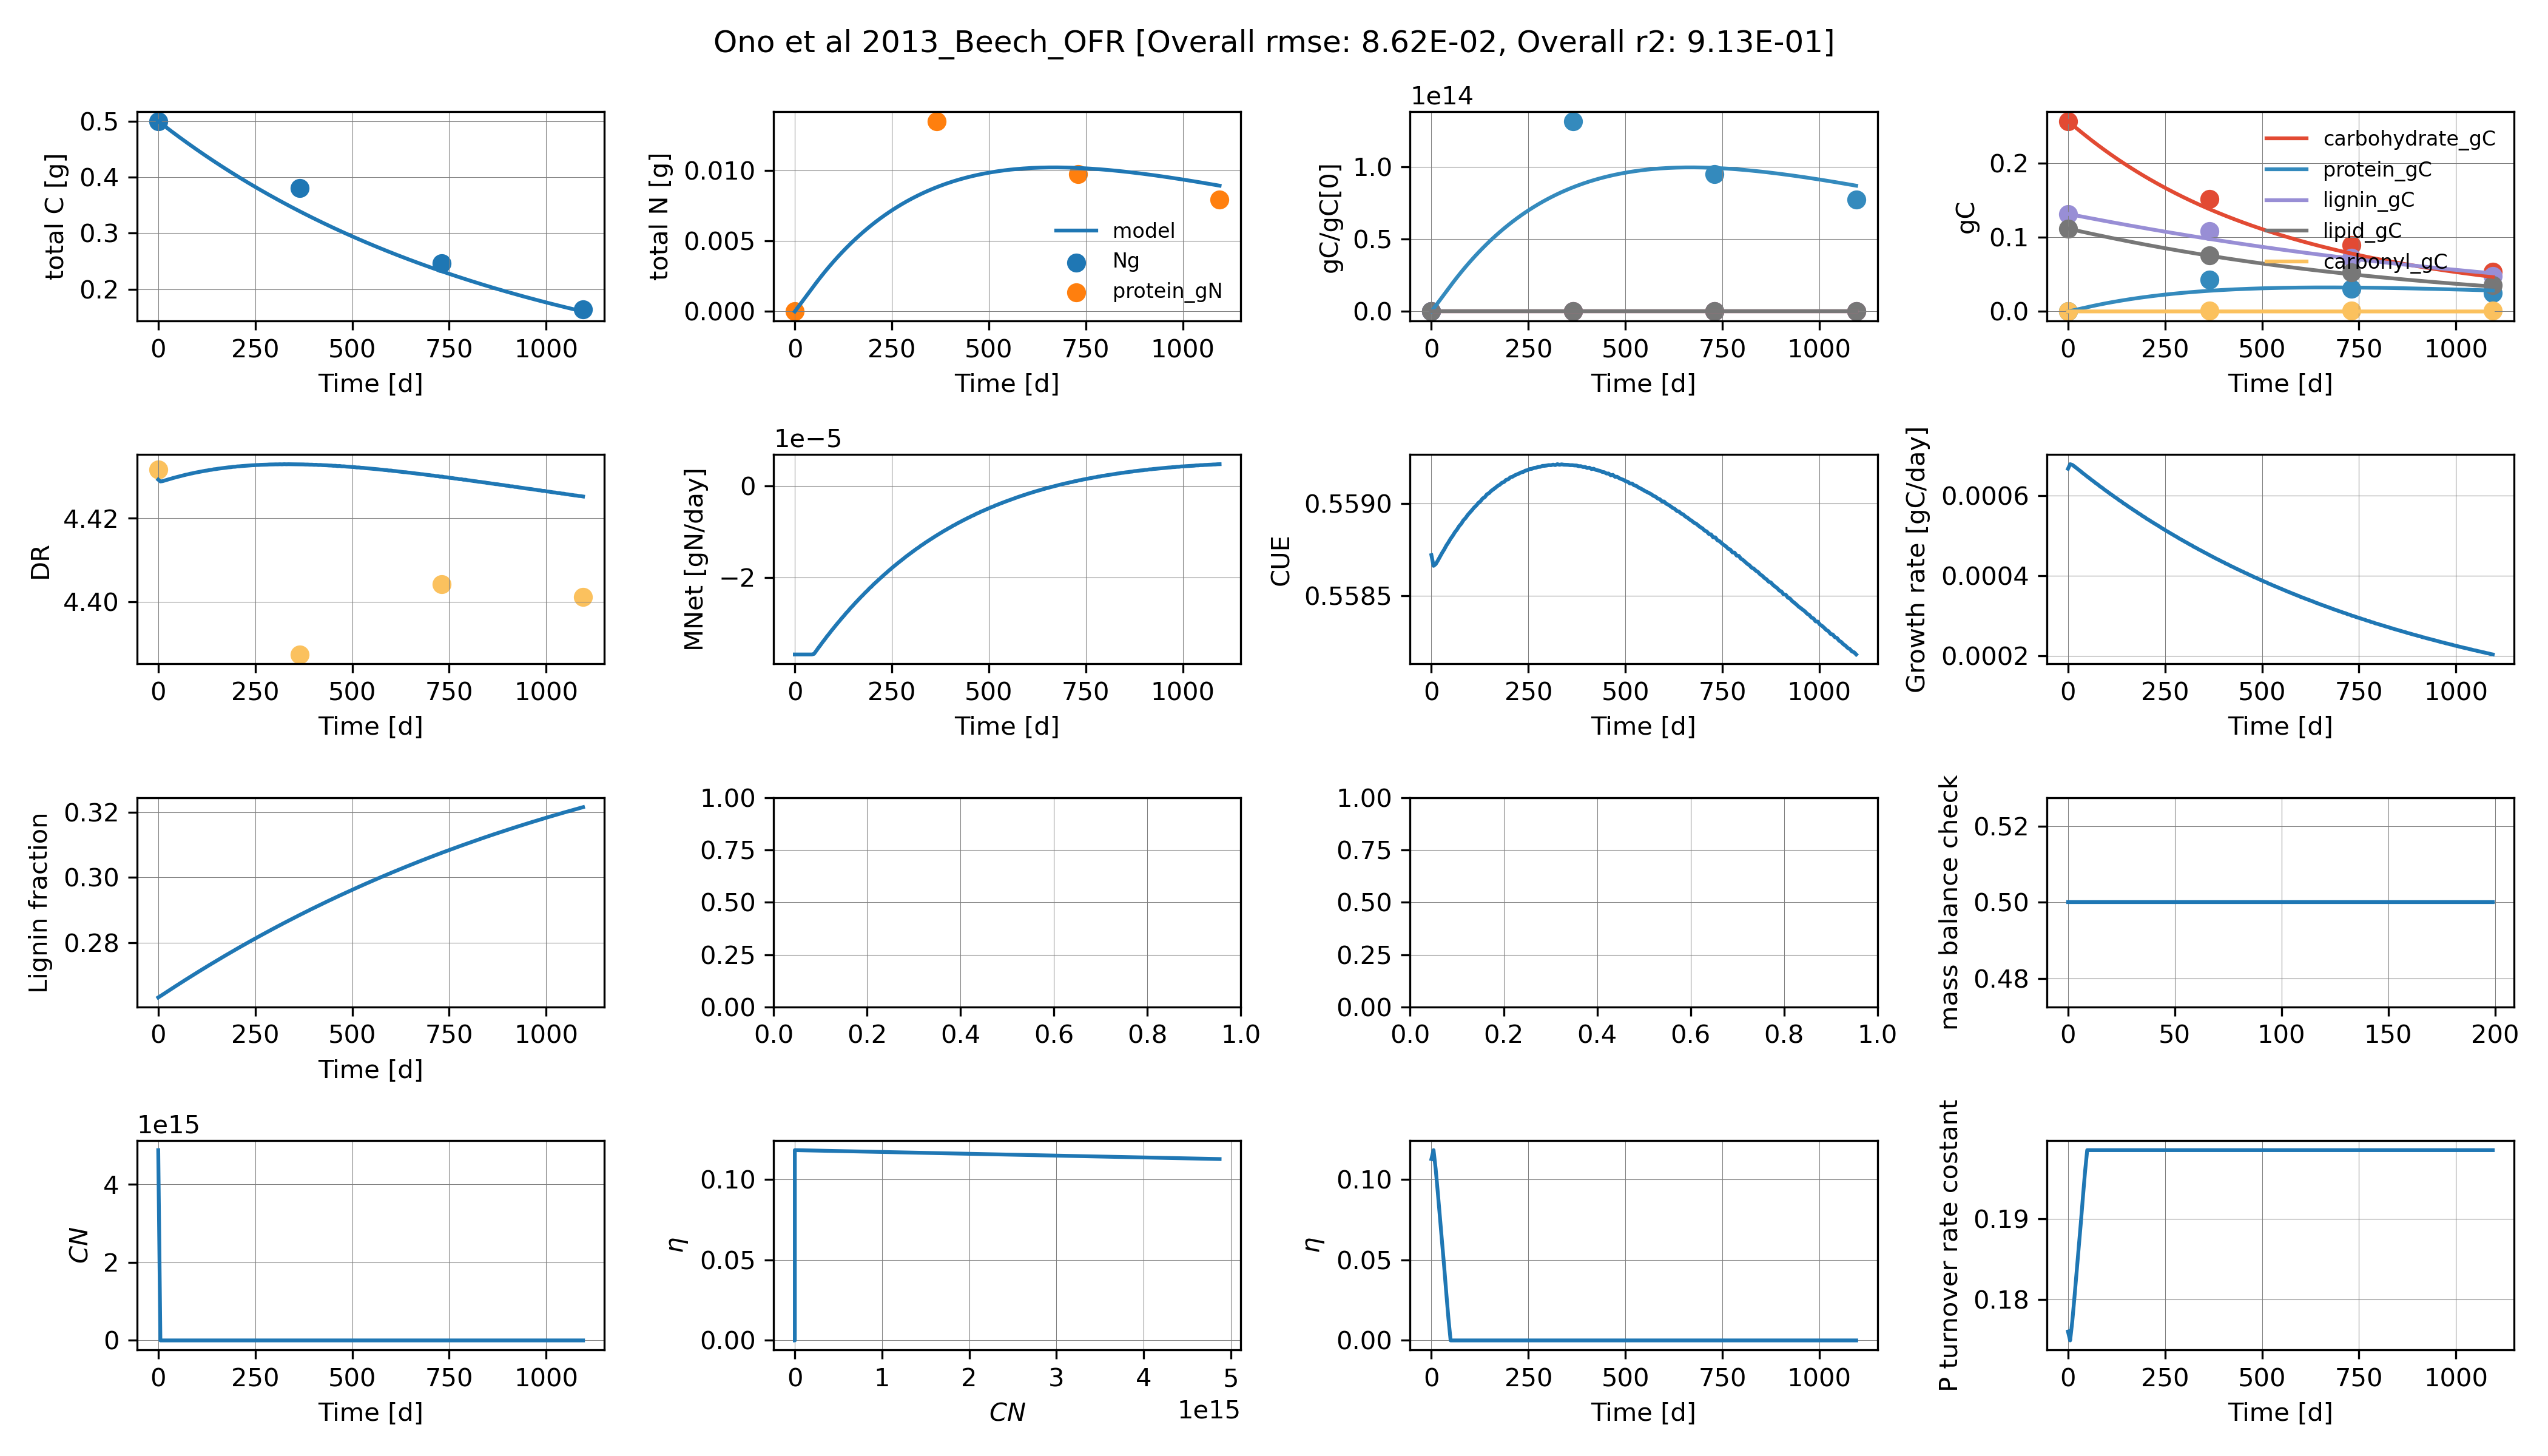 Ono et al 2013_Beech_OFR [Overall rmse: 8.62E-02, Overall r2: 9.13E-01]
0.5
0.4
0.3
0.2
total C [g]
0 250 500 750 1000
Time [d]
0.010
0.005
0.000
total N [g]
model
Ng
protein_gN
0 250 500 750 1000
Time [d]
1e14
1.0
0.5
0.0
gC/gC[0]
0 250 500 750 1000
Time [d]
0.2
0.1
0.0
gC
carbohydrate_gC
protein_gC
lignin_gC
lipid_gC
carbonyl_gC
0 250 500 750 1000
Time [d]
4.42
4.40
DR
0 250 500 750 1000
Time [d]
1e−5
0
−2
MNet [gN/day]
0 250 500 750 1000
Time [d]
0.5590
0.5585
CUE
0 250 500 750 1000
Time [d]
0.0006
0.0004
0.0002
Growth rate [gC/day]
0 250 500 750 1000
Time [d]
0.32
0.30
0.28
Lignin fraction
0 250 500 750 1000
Time [d]
1.00
0.75
0.50
0.25
0.00
0.0 0.2 0.4 0.6 0.8 1.0
1.00
0.75
0.50
0.25
0.00
0.0 0.2 0.4 0.6 0.8 1.0
0.52
0.50
0.48
mass balance check
0 50 100 150 200
1e15
4
2
0
CN
0 250 500 750 1000
Time [d]
0.10
0.05
0.00
η
0 1 2 3 4 5
CN
1e15
0.10
0.05
0.00
η
0 250 500 750 1000
Time [d]
0.19
0.18
P turnover rate costant
0 250 500 750 1000
Time [d]